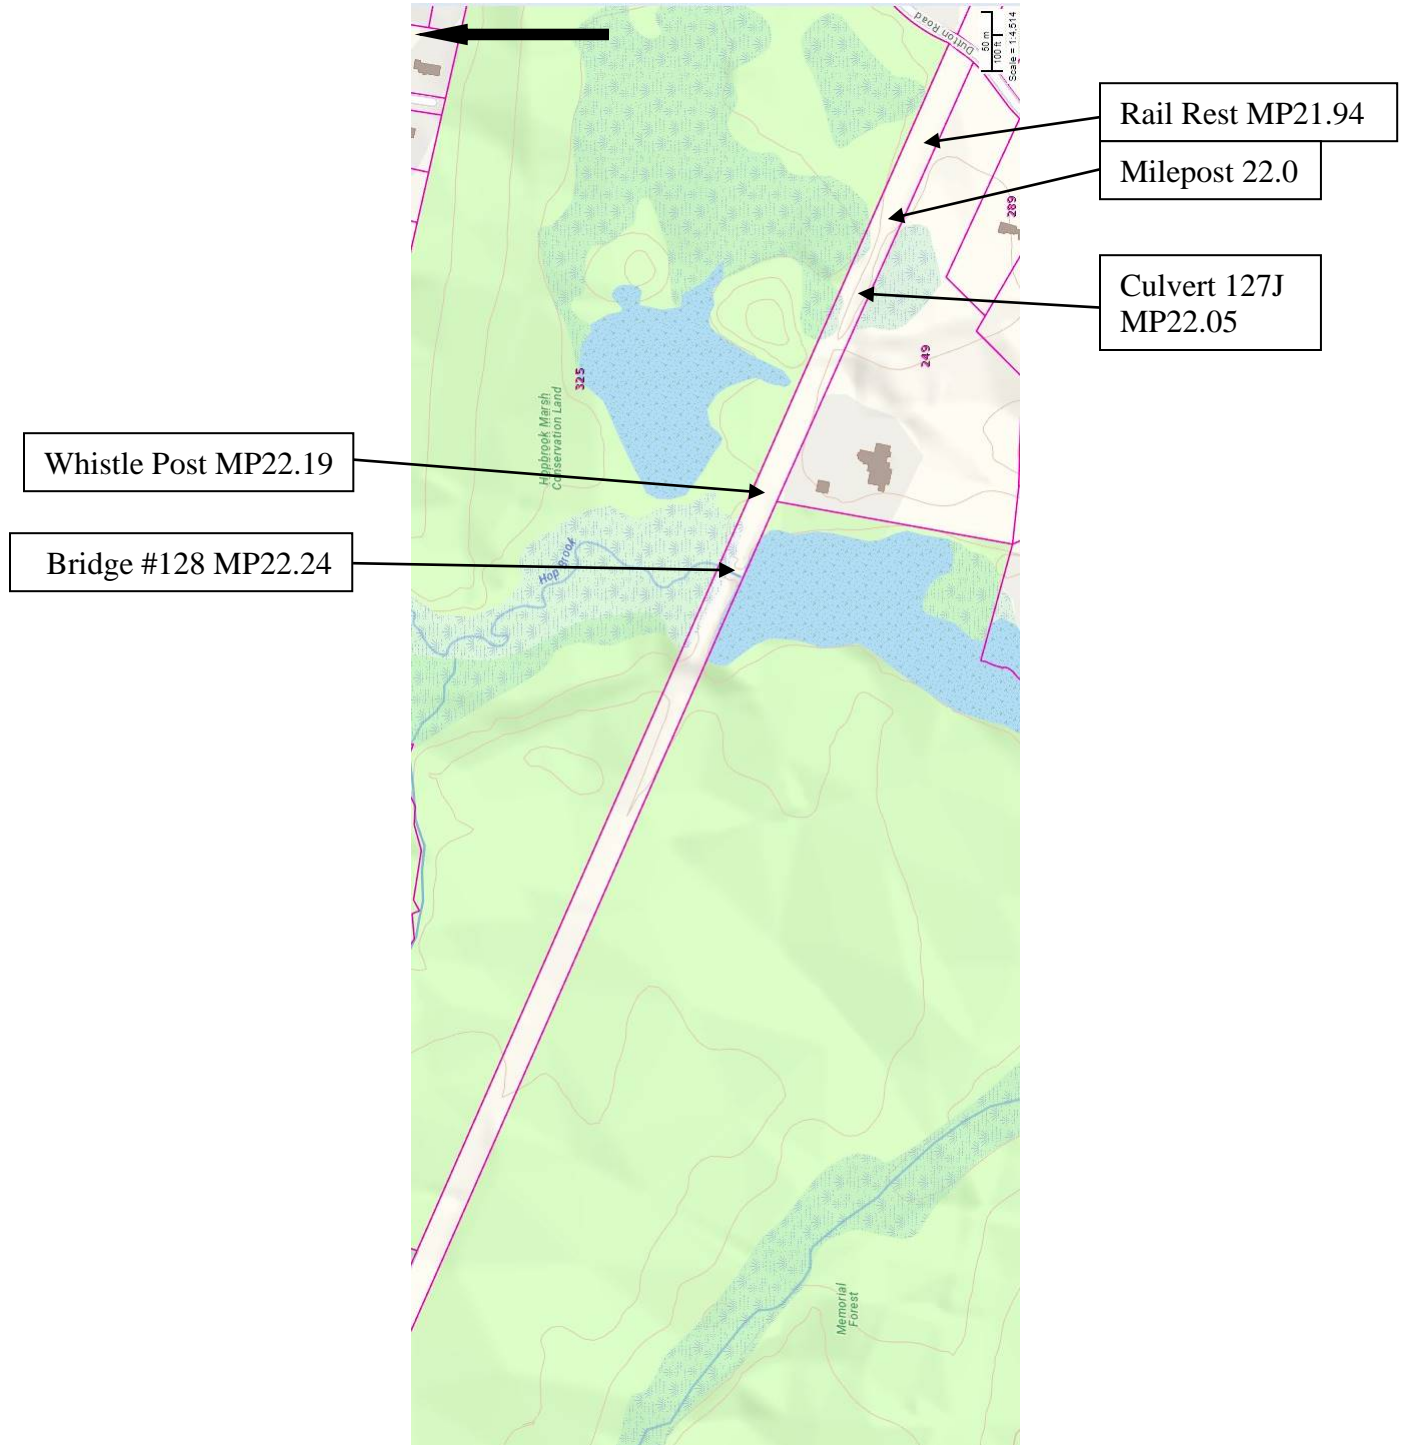 Dutton Road
50 m
100 ft
Scale = 1:4,514
Rail Rest MP21.94
Milepost 22.0
289
Culvert 127J
MP22.05
249
325
Hopbrook Marsh
Conservation Land
Whistle Post MP22.19
Hop Brook
Bridge #128 MP22.24
Memorial
Forest